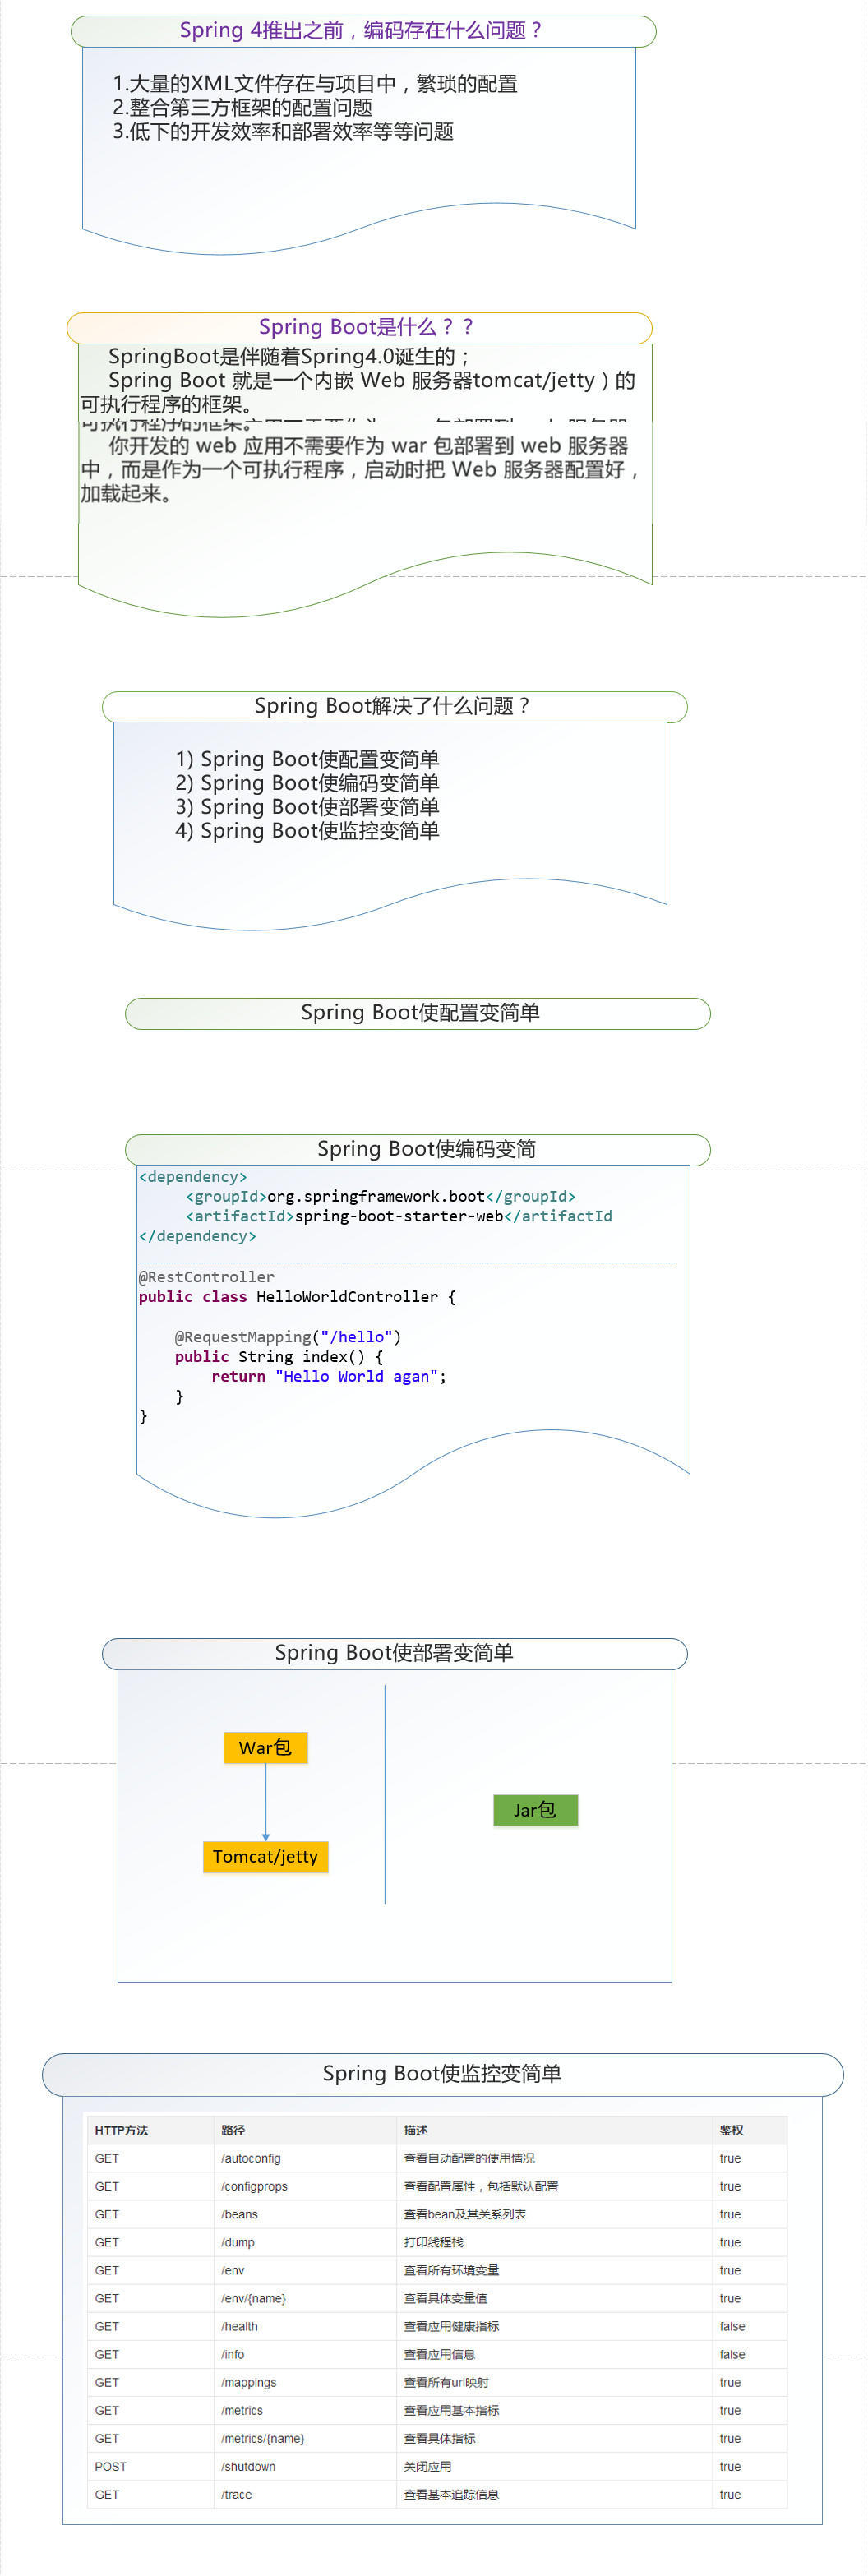 Spring 4推出之前，编码存在什么问题？
1.大量的XML文件存在与项目中，繁琐的配置
2.整合第三方框架的配置问题
3.低下的开发效率和部署效率等等问题
Spring Boot是什么？？
SpringBoot是伴随着Spring4.0诞生的；
Spring Boot 就是一个内嵌 Web 服务器tomcat/jetty）的
可执行程序的框架。
你开发的 web 应用不需要作为 war 包部署到 web 服务器
中，而是作为一个可执行程序，启动时把 Web 服务器配置好，
加载起来。
Spring Boot解决了什么问题？
1) Spring Boot使配置变简单
2) Spring Boot使编码变简单
3) Spring Boot使部署变简单
4) Spring Boot使监控变简单
Spring Boot使配置变简单
Spring Boot使编码变简
<dependency>
<groupId>org.springframework.boot</groupId>
<artifactId>spring-boot-starter-web</artifactId
</dependency>
@RestController
public class HelloWorldController {
@RequestMapping("/hello")
public String index() {
return "Hello World agan";
}
}
Spring Boot使部署变简单
War包
Jar包
Tomcat/jetty
Spring Boot使监控变简单
HTTP方法 路径 描述 鉴权
GET /autoconfig 查看自动配置的使用情况 true
GET /configprops 查看配置属性，包括默认配置 true
GET /beans 查看bean及其关系列表 true
GET /dump 打印线程栈 true
GET /env 查看所有环境变量 true
GET /env/{name} 查看具体变量值 true
GET /health 查看应用健康指标 false
GET /info 查看应用信息 false
GET /mappings 查看所有url映射 true
GET /metrics 查看应用基本指标 true
GET /metrics/{name} 查看具体指标 true
POST /shutdown 关闭应用 true
GET /trace 查看基本追踪信息 true